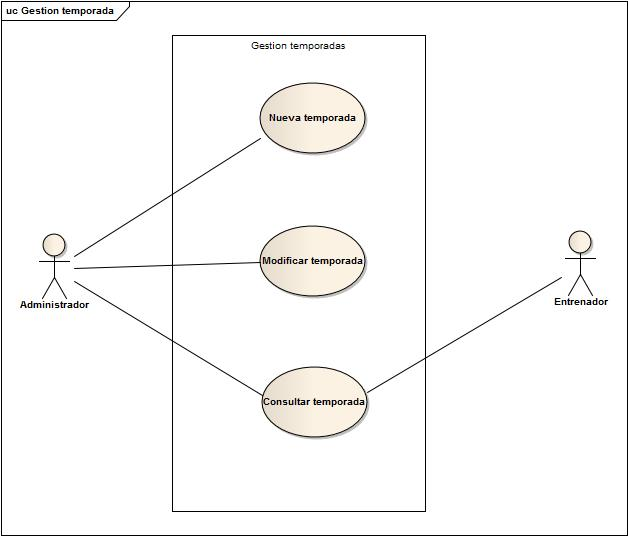 uc Gestion temporada
Gestion temporadas
Nueva temporada
Modificar temporada
Administrador
Entrenador
Consultar temporada